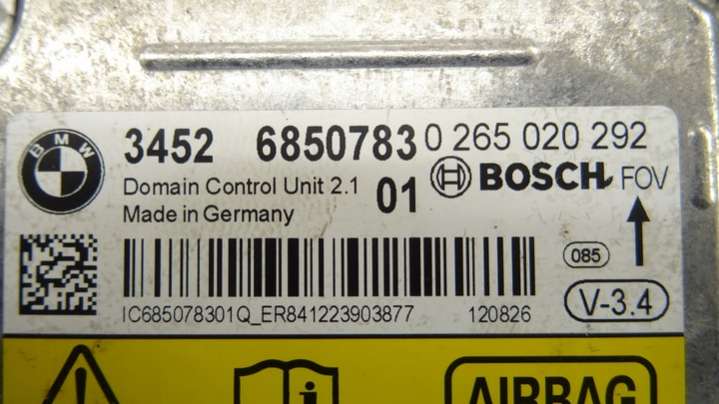 BMW
3452 6850783 0 265 020 292
Domain Control Unit 2.1 01 BOSCH FOV
Made in Germany
085
IC685078301Q_ER841223903877 120826
V-3.4
AIRBAG